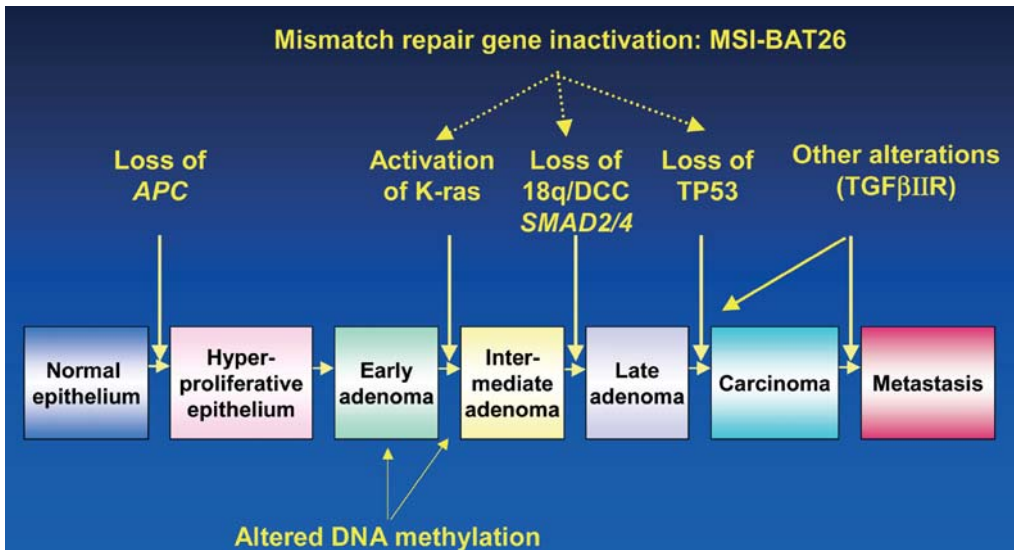 Mismatch repair gene inactivation: MSI-BAT26
Loss of
APC
Activation
of K-ras
Loss of
18q/DCC
SMAD2/4
Loss of
TP53
Other alterations
(TGFβIIR)
Normal
epithelium
Hyper-
proliferative
epithelium
Early
adenoma
Inter-
mediate
adenoma
Late
adenoma
Carcinoma
Metastasis
Altered DNA methylation